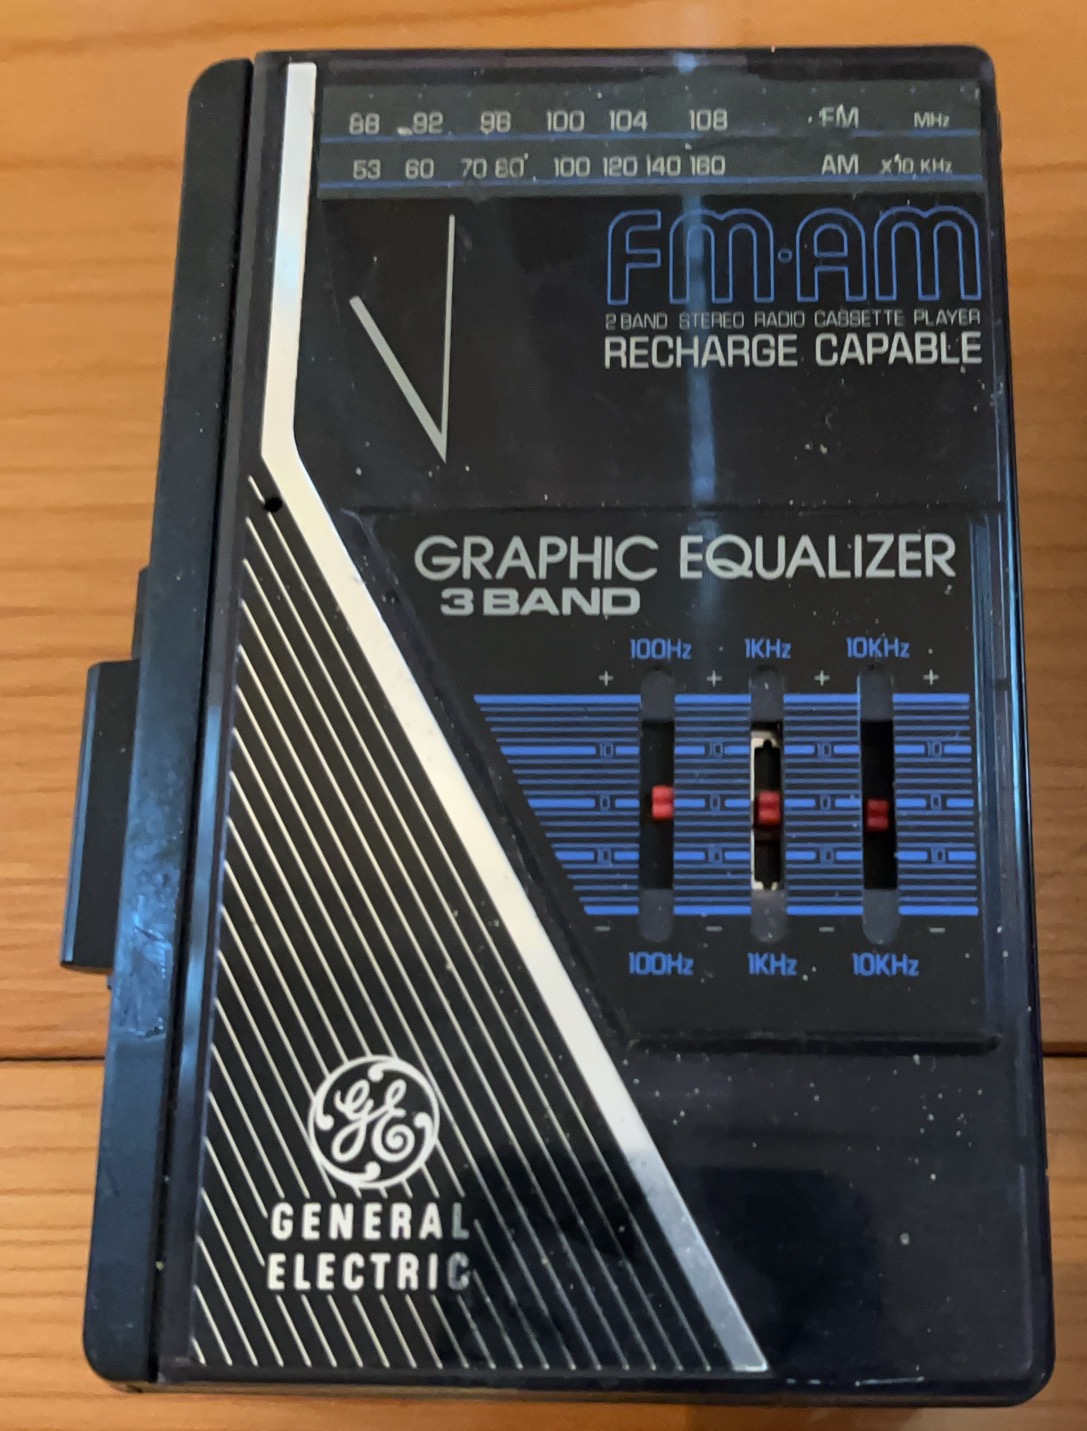 88 92 96 100 104 108 FM MHz
53 60 70 80 100 120 140 160 AM x10 KHz
FM·AM
2 BAND STEREO RADIO CASSETTE PLAYER
RECHARGE CAPABLE
GRAPHIC EQUALIZER
3 BAND
100Hz 1KHz 10KHz
+ + + +
10 10 10 10
0 0 0 0
10 10 10 10
− − − −
100Hz 1KHz 10KHz
GE
GENERAL
ELECTRIC